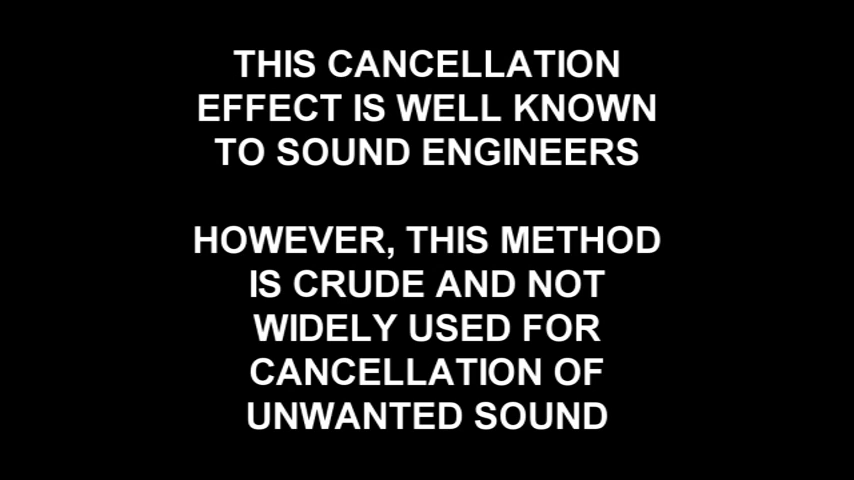 THIS CANCELLATION
EFFECT IS WELL KNOWN
TO SOUND ENGINEERS
HOWEVER, THIS METHOD
IS CRUDE AND NOT
WIDELY USED FOR
CANCELLATION OF
UNWANTED SOUND